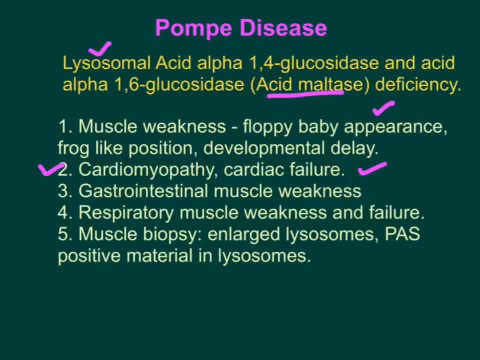 Pompe Disease
Lysosomal Acid alpha 1,4-glucosidase and acid
alpha 1,6-glucosidase (Acid maltase) deficiency.
1. Muscle weakness - floppy baby appearance,
frog like position, developmental delay.
2. Cardiomyopathy, cardiac failure.
3. Gastrointestinal muscle weakness
4. Respiratory muscle weakness and failure.
5. Muscle biopsy: enlarged lysosomes, PAS
positive material in lysosomes.